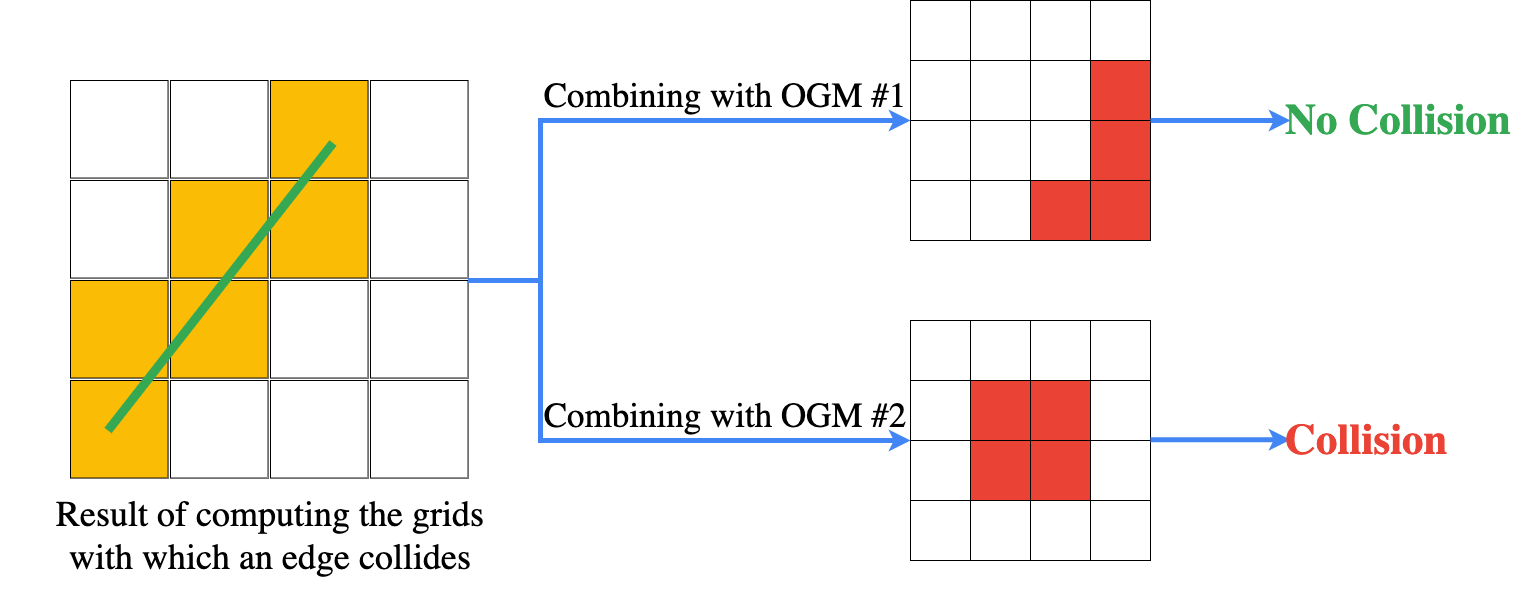 Combining with OGM #1
No Collision
Combining with OGM #2
Collision
Result of computing the grids
with which an edge collides